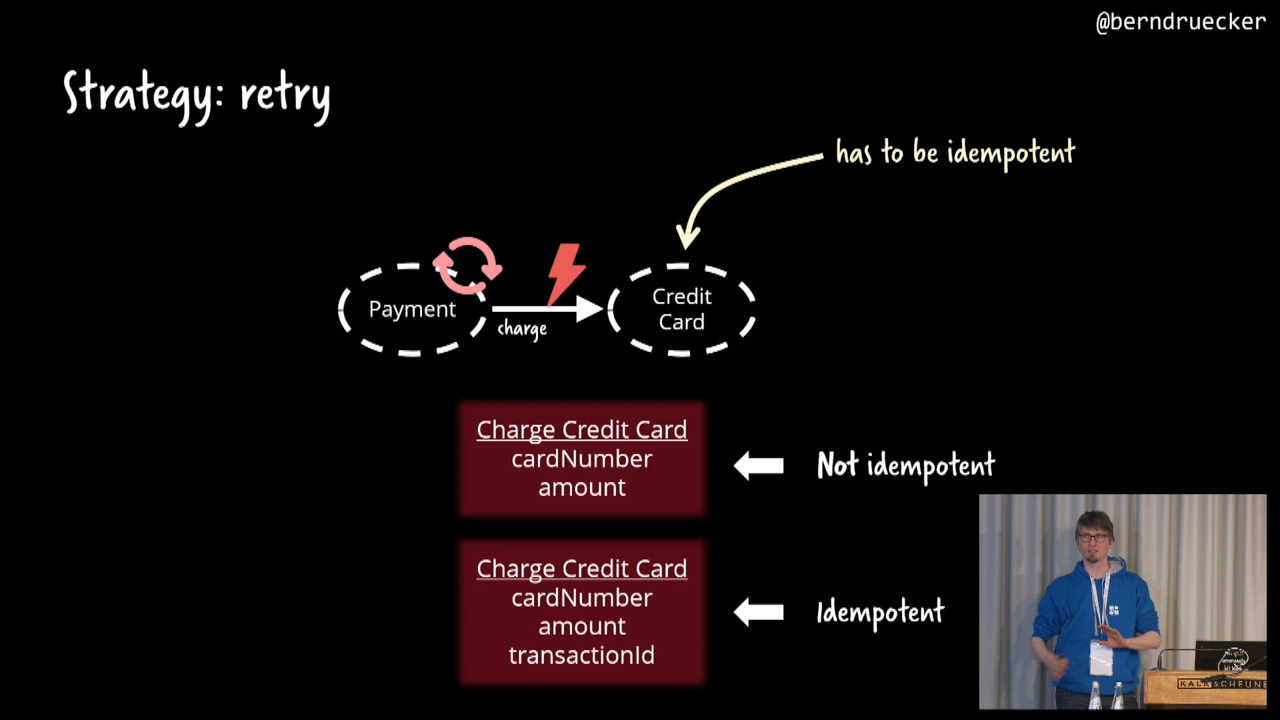 @berndruecker
Strategy: retry
has to be idempotent
Payment
charge
Credit
Card
Charge Credit Card
cardNumber
amount
Not idempotent
Charge Credit Card
cardNumber
amount
transactionId
Idempotent
KALKSCHEUNE